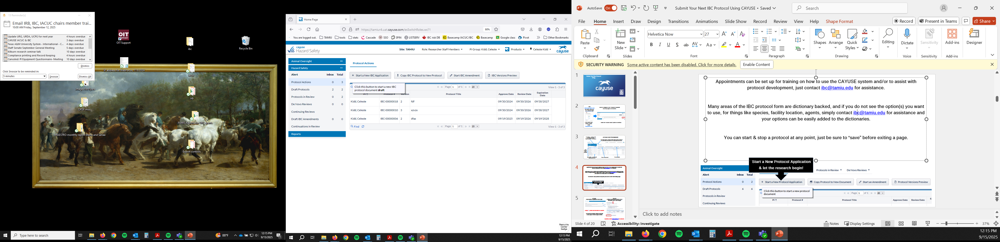 13 Reminder(s)
Email IRB, IBC, IACUC chairs member trai...
10:00 AM Friday, September 12, 2025
Update URG, URDA, UCPG for next year 4 hours overdue
CAYUSE IACUC & IBC 3 days overdue
Texas A&M University System - International - C... 4 days overdue
Staff Senate September General Meeting 5 days overdue
Kilburn research seminar talk 10 days overdue
Compliance printing and Record Keeping 4 hours overdue
Canceled: PI Equipment Questionnaire- Meeting 10 days overdue
Dismiss
Click Snooze to be reminded in:
5 minutes Snooze Dismiss All
OIT
SUPPORT
OIT Support
ibc
Recycle Bin
IP address for WebFocus, 11.8.2024
iacuc
images for flyers
irb
ORSP misc
FAMIS Reports for ORC grants
MAESTRO monthly report Marta and Sanaa
Export controls
Type here to search
88°F
12:15 PM
9/15/2025
Home Page
https://tamiur4.uat.cayuse.com/esSwitchRoles.wc?1
80%
You are logged out. TAMIU tools stats Cascade SSO SPIN LISTSERV IBC risk DB Basecamp IACUC/IBC Basecamp Google class Pivot Other Bookmarks
cayuse
Hazard Safety
Site: TAMIU Role: Researcher Staff Members PI Group: Kidd, Celeste Products Celeste Kidd cayuse
Animal Oversight
Hazard Safety
Alert Inbox Total
Protocol Actions 0 3
Draft Protocols 2 2
Protocols in Review 0 2
De Novo Reviews 0 0
Continuing Reviews
Draft IBC Amendments 0 0
Continuations in Review
Reports
Protocol Actions
+ Start a New IBC Application
Copy IBC Protocol to New Protocol
Start IBC Amendment
IBC Versions Preview
Click this button to start a new IBC
protocol document draft
Page 1 of 1 20 View 1 - 3 of 3
PI Protocol # Version Protocol Title Approve Date Review Date Expiration
Date
Kidd, Celeste IBC-00000018 2 fdf 09/30/2024 09/30/2026 09/30/2027
Kidd, Celeste IBC-00000010 3 xzvzx 09/30/2024 09/30/2026 09/30/2027
Kidd, Celeste IBC-00000006 2 dfas 09/19/2025 09/19/2026 09/19/2028
Find Page 1 of 1 20 View 1 - 3 of 3
Resource
Center
badge
12:15 PM
9/15/2025
AutoSave On Submit Your Next IBC Protocol Using CAYUSE • Saved Search
File Home Insert Draw Design Transitions Animations Slide Show Record Review View Help Shape Format Record Present in Teams Share
Paste
New
Slide
Helvetica Now 27
Shapes Arrange Quick
Styles
Editing
Dictate
Sensitivity
Add-ins
Designer
Clipboard Slides Font Paragraph Drawing Voice Sensitivity Add-ins
SECURITY WARNING Some active content has been disabled. Click for more details. Enable Content
1
cayuse
2
3
4
5
Appointments can be set up for training on how to use the CAYUSE system and/or to assist with
protocol development, just contact ibc@tamiu.edu for assistance.
Many areas of the IBC protocol form are dictionary backed, and if you do not see the option(s) you want
to use, for things like species, facility location, agents, simply contact ibc@tamiu.edu for assistance and
your options can be easily added to the dictionaries.
You can start & stop a protocol at any point, just be sure to “save” before exiting a page.
Start a New Protocol Application
& let the research begin!
Animal Oversight
Alert Inbox Total
Protocol Actions 0 2
Draft Protocols 6 6
Protocols in Review
Continuing Reviews
Protocols in Review × De Novo Reviews ×
+ Start a New Protocol Application
Copy Protocol to New Document
Start an Amendment
Protocol Versions Preview
Click this button to start a new protocol
document
Page 1 of 1 20
PI Protocol # Protocol Title Approve Date Review Date E
Click to add notes
Slide 4 of 20 Accessibility: Investigate Notes Display Settings 37%
12:15 PM
9/15/2025